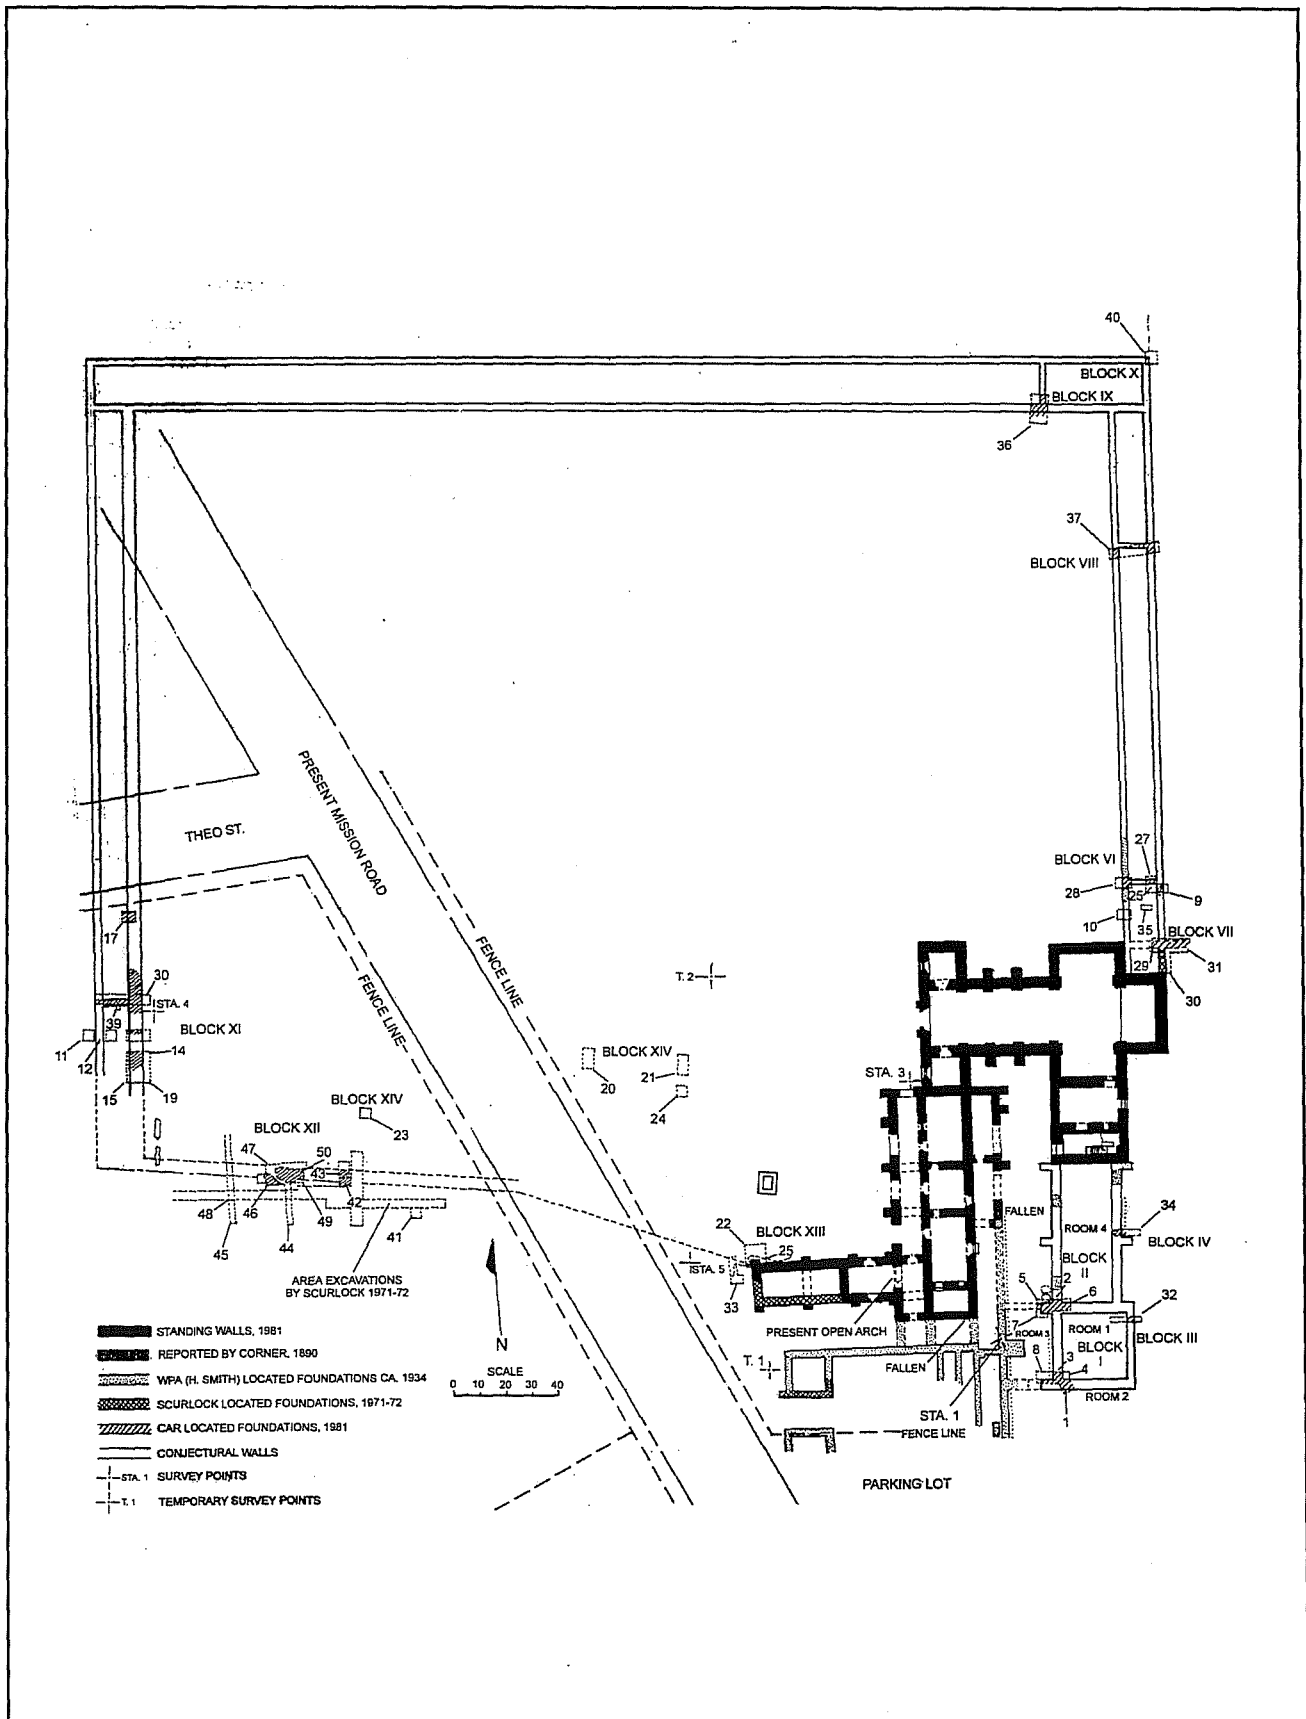 40
BLOCK X
BLOCK IX
36
37
BLOCK VIII
PRESENT MISSION ROAD
THEO ST.
27
BLOCK VI
28
25
9
10
35
17
BLOCK VII
FENCE LINE
FENCE LINE
29
31
30
30
T. 2
STA. 4
39
BLOCK XI
11
12
14
BLOCK XIV
20
21
STA. 3
15
19
24
BLOCK XIV
23
BLOCK XII
47
50
43
48
46
49
42
45
44
41
22
BLOCK XIII
25
FALLEN
34
ROOM 4
BLOCK IV
BLOCK
II
STA. 5
33
5
2
6
AREA EXCAVATIONS
BY SCURLOCK 1971-72
32
7
ROOM 3
ROOM 1
BLOCK III
BLOCK
I
PRESENT OPEN ARCH
8
3
4
N
T. 1
FALLEN
ROOM 2
SCALE
0 10 20 30 40
STA. 1
1
FENCE LINE
PARKING LOT
STANDING WALLS, 1981
REPORTED BY CORNER, 1890
WPA (H. SMITH) LOCATED FOUNDATIONS CA. 1934
SCURLOCK LOCATED FOUNDATIONS, 1971-72
CAR LOCATED FOUNDATIONS, 1981
CONJECTURAL WALLS
STA. 1 SURVEY POINTS
T. 1 TEMPORARY SURVEY POINTS